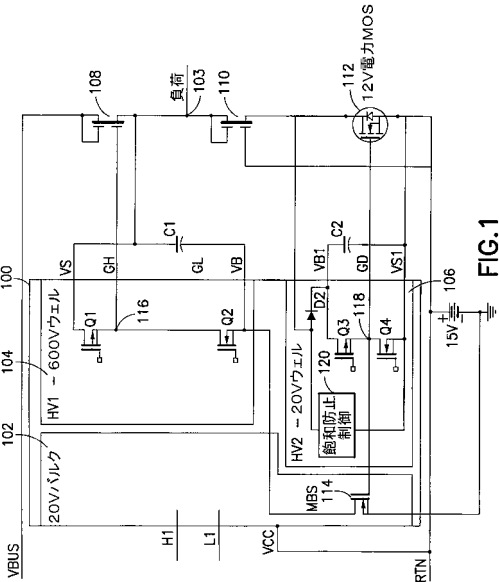 FIG.1
VBUS
100
102
104
20Vバルク
HV1 - 600Vウェル
VS
Q1
GH
116
C1
GL
Q2
VB
108
負荷
103
110
H1
L1
VCC
MBS
114
HV2 - 20Vウェル
120
飽和防止
制御
D2
Q3
118
Q4
VB1
C2
GD
VS1
106
112
12V電力MOS
RTN
15V
+
-